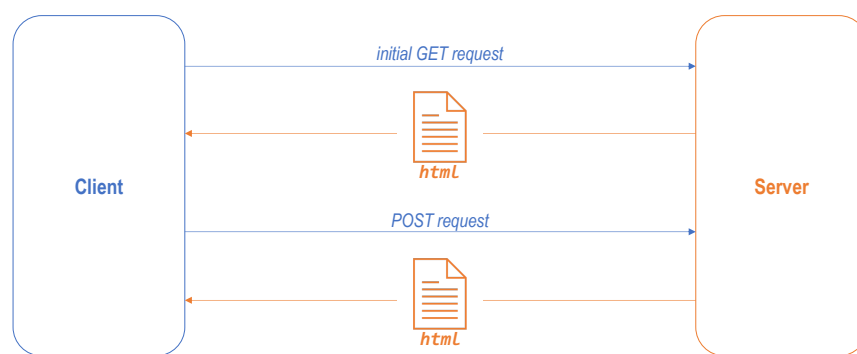 initial GET request
html
Client
Server
POST request
html